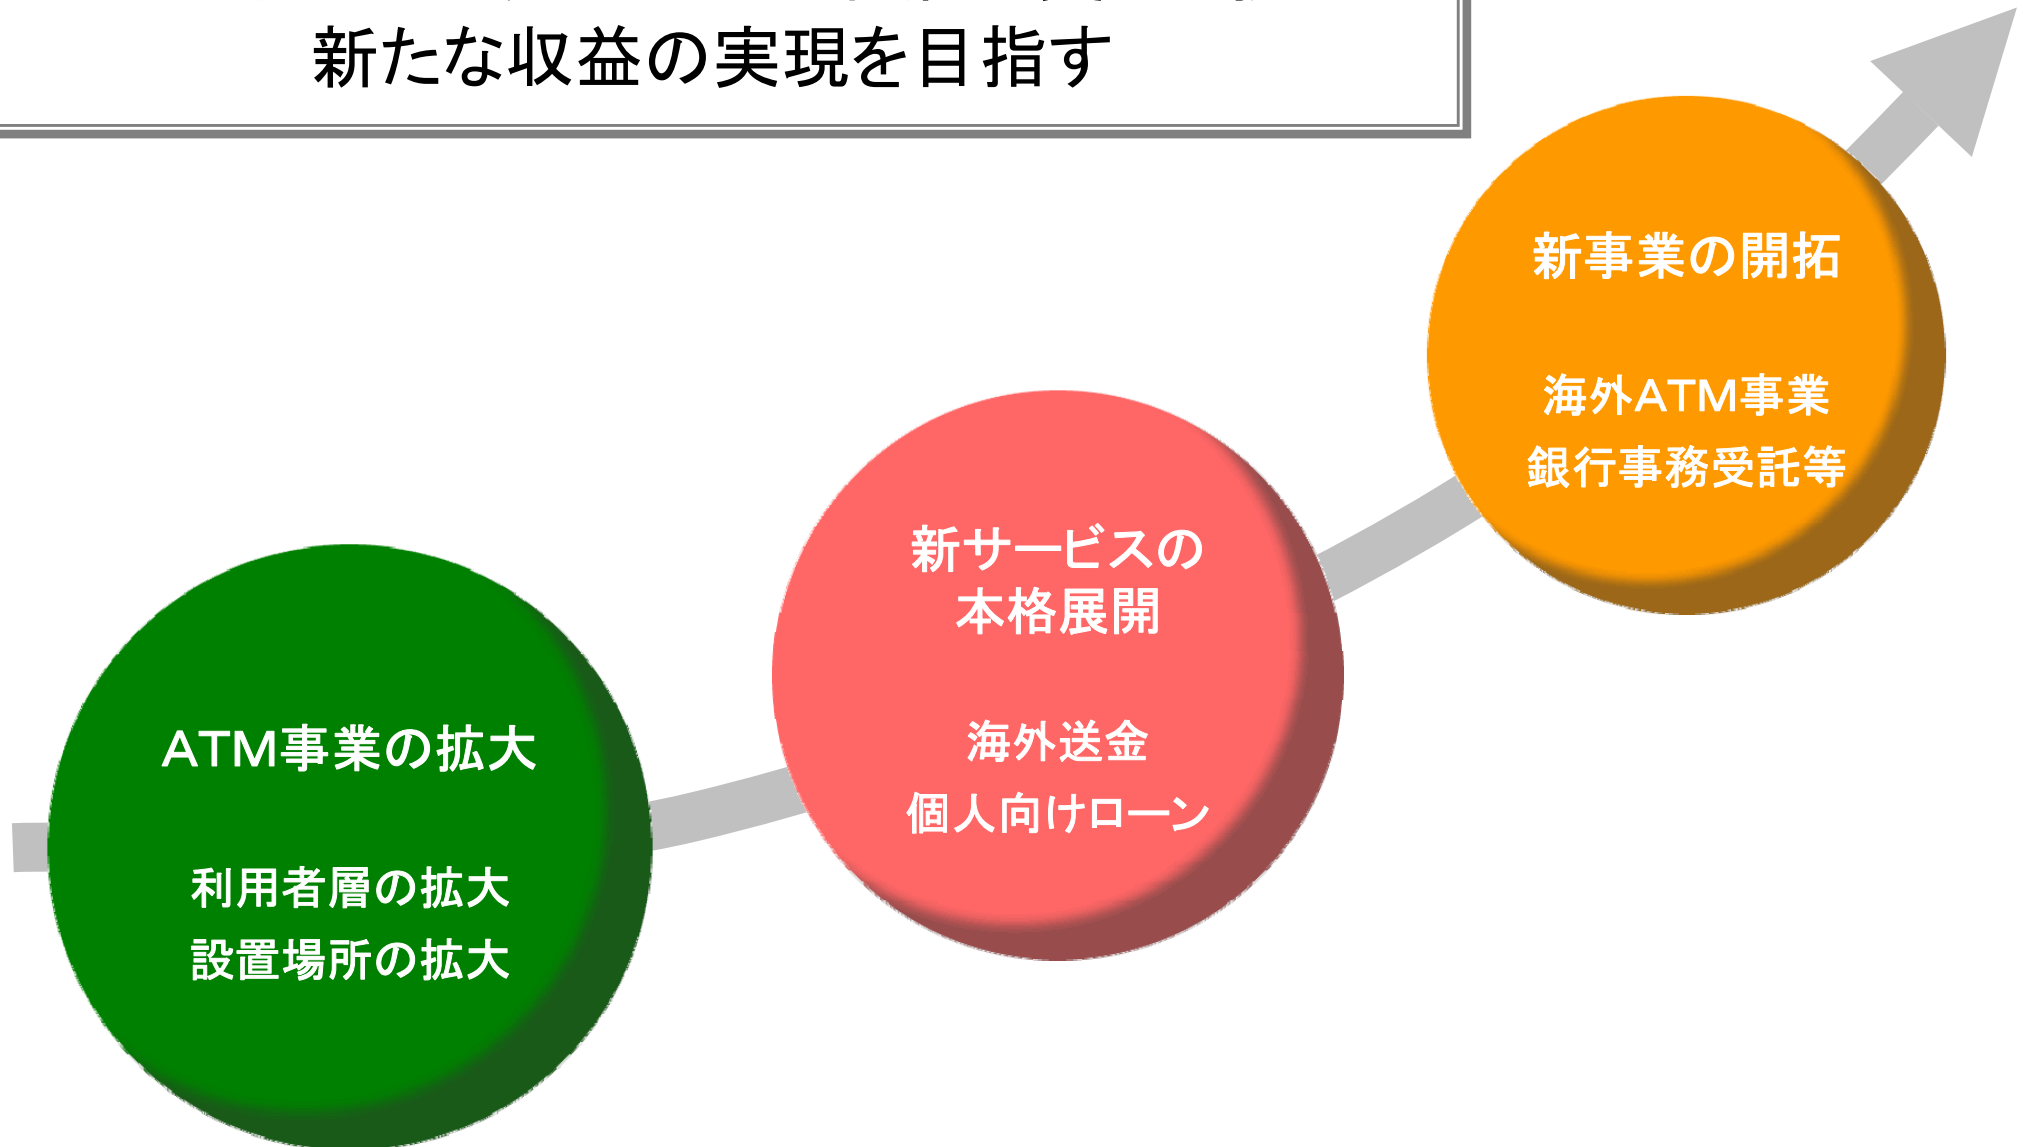 新たな収益の実現を目指す
新事業の開拓
海外ATM事業
銀行事務受託等
新サービスの
本格展開
海外送金
個人向けローン
ATM事業の拡大
利用者層の拡大
設置場所の拡大